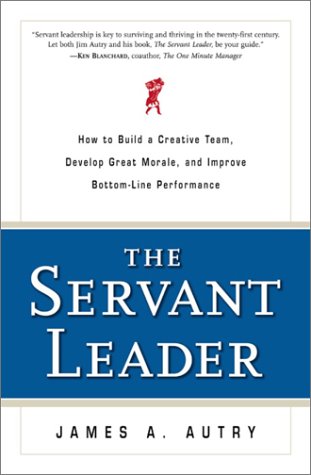 "Servant leadership is key to surviving and thriving in the twenty-first century.
Let both Jim Autry and his book, The Servant Leader, be your guide."
—Ken Blanchard, coauthor, The One Minute Manager
How to Build a Creative Team,
Develop Great Morale, and Improve
Bottom-Line Performance
THE
SERVANT
LEADER
JAMES A. AUTRY